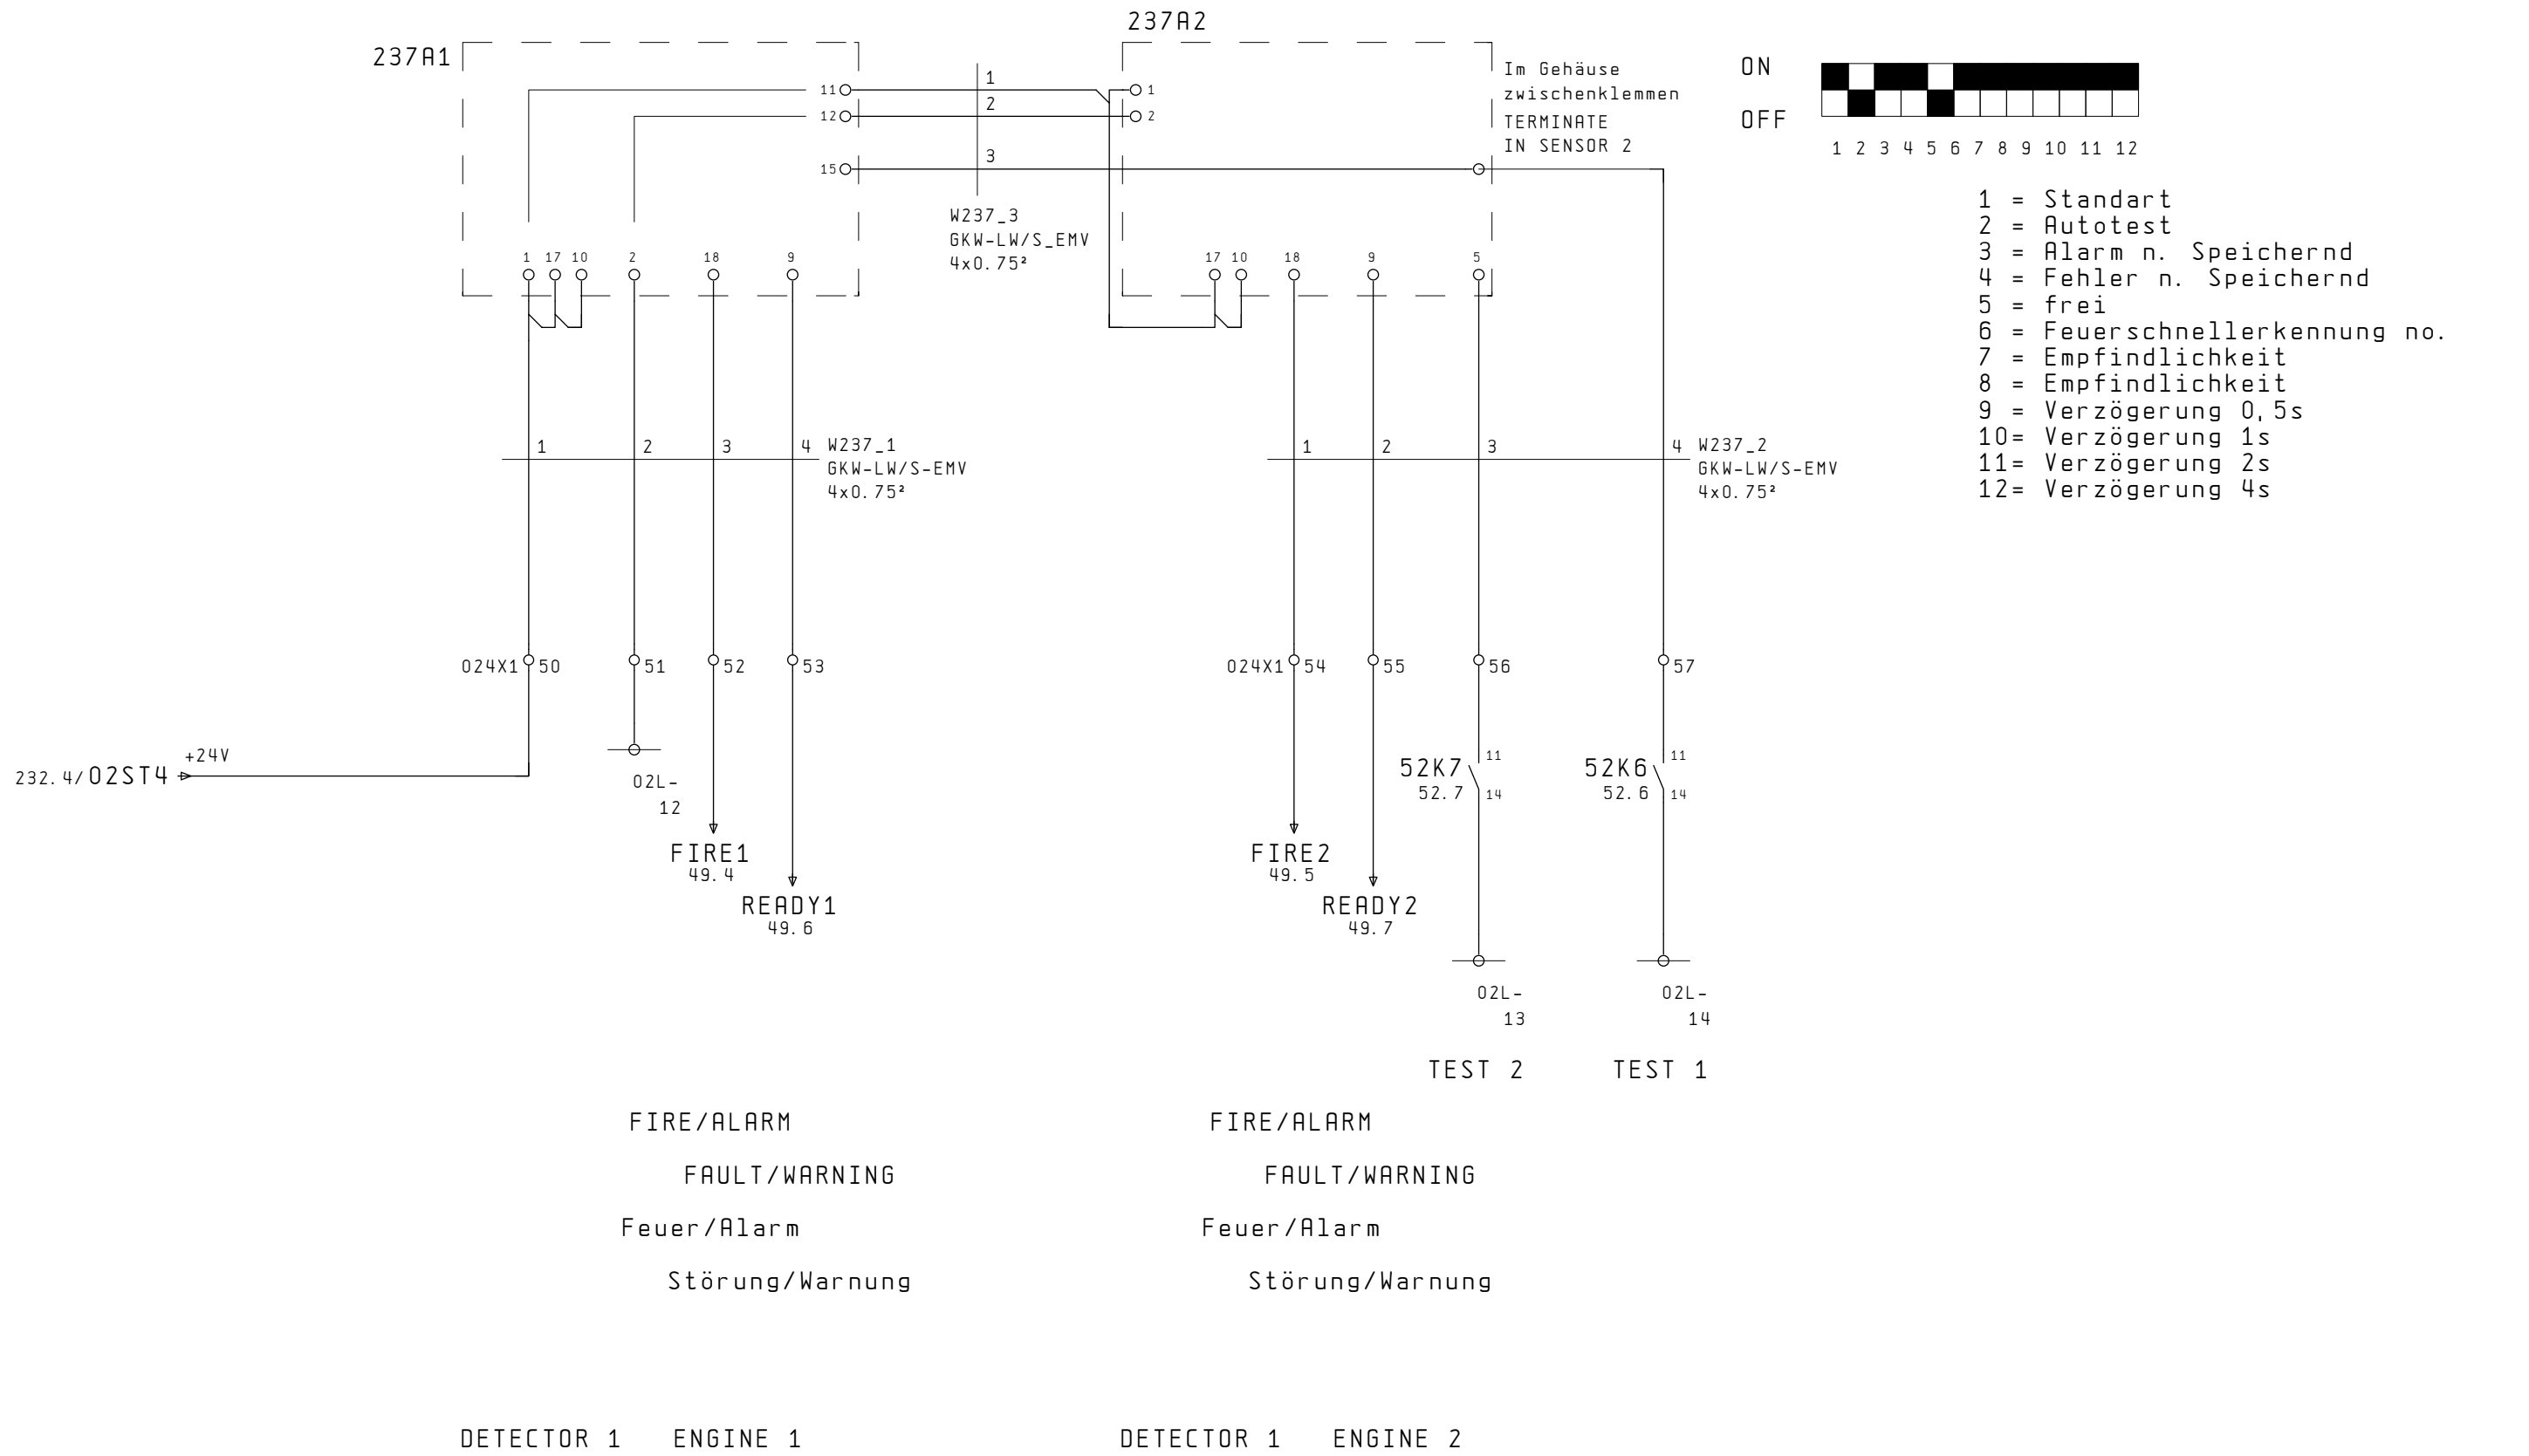 237A2
237A1
Im Gehäuse
zwischenklemmen
TERMINATE
IN SENSOR 2
ON
OFF
1 2 3 4 5 6 7 8 9 10 11 12
11 1 1
12 2 2
15 3
W237_3
GKW-LW/S_EMV
4x0.75²
1 17 10 2 18 9
17 10 18 9 5
1 = Standart
2 = Autotest
3 = Alarm n. Speichernd
4 = Fehler n. Speichernd
5 = frei
6 = Feuerschnellerkennung no.
7 = Empfindlichkeit
8 = Empfindlichkeit
9 = Verzögerung 0,5s
10= Verzögerung 1s
11= Verzögerung 2s
12= Verzögerung 4s
1 2 3 4 W237_1
GKW-LW/S-EMV
4x0.75²
1 2 3 4 W237_2
GKW-LW/S-EMV
4x0.75²
024X1 50 51 52 53
024X1 54 55 56 57
+24V
232.4/02ST4
02L-
12
52K7 11
52.7 14
52K6 11
52.6 14
FIRE1
49.4
READY1
49.6
FIRE2
49.5
READY2
49.7
02L-
13
02L-
14
TEST 2 TEST 1
FIRE/ALARM FIRE/ALARM
FAULT/WARNING FAULT/WARNING
Feuer/Alarm Feuer/Alarm
Störung/Warnung Störung/Warnung
DETECTOR 1 ENGINE 1 DETECTOR 1 ENGINE 2